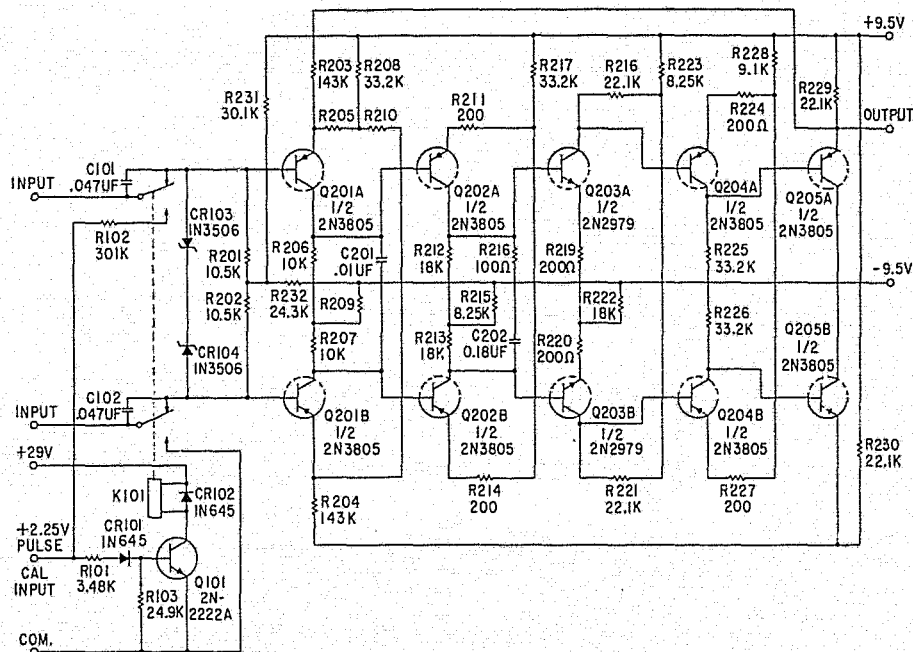 +9.5V
R203
143K
R208
33.2K
R217
33.2K
R216
22.1K
R223
8.25K
R228
9.1K
R229
22.1K
R231
30.1K
R205
R210
R211
200
R224
200Ω
OUTPUT
C101
.047UF
INPUT
Q201A
1/2
2N3805
Q202A
1/2
2N3805
Q203A
1/2
2N2979
Q204A
1/2
2N3805
Q205A
1/2
2N3805
CR103
IN3506
R102
301K
R201
10.5K
R206
10K
C201
.01UF
R212
18K
R216
100Ω
R219
200Ω
R225
33.2K
-9.5V
R202
10.5K
R232
24.3K
R209
R215
8.25K
R222
18K
R226
33.2K
CR104
IN3506
R207
10K
R213
18K
C202
0.18UF
R220
200Ω
Q205B
1/2
2N3805
C102
.047UF
INPUT
Q201B
1/2
2N3805
Q202B
1/2
2N3805
Q203B
1/2
2N2979
Q204B
1/2
2N3805
R230
22.1K
+29V
K101
CR102
IN645
R204
143K
R214
200
R221
22.1K
R227
200
+2.25V
PULSE
CAL
INPUT
CR101
IN645
R101
3.48K
R103
24.9K
Q101
2N-
2222A
COM.